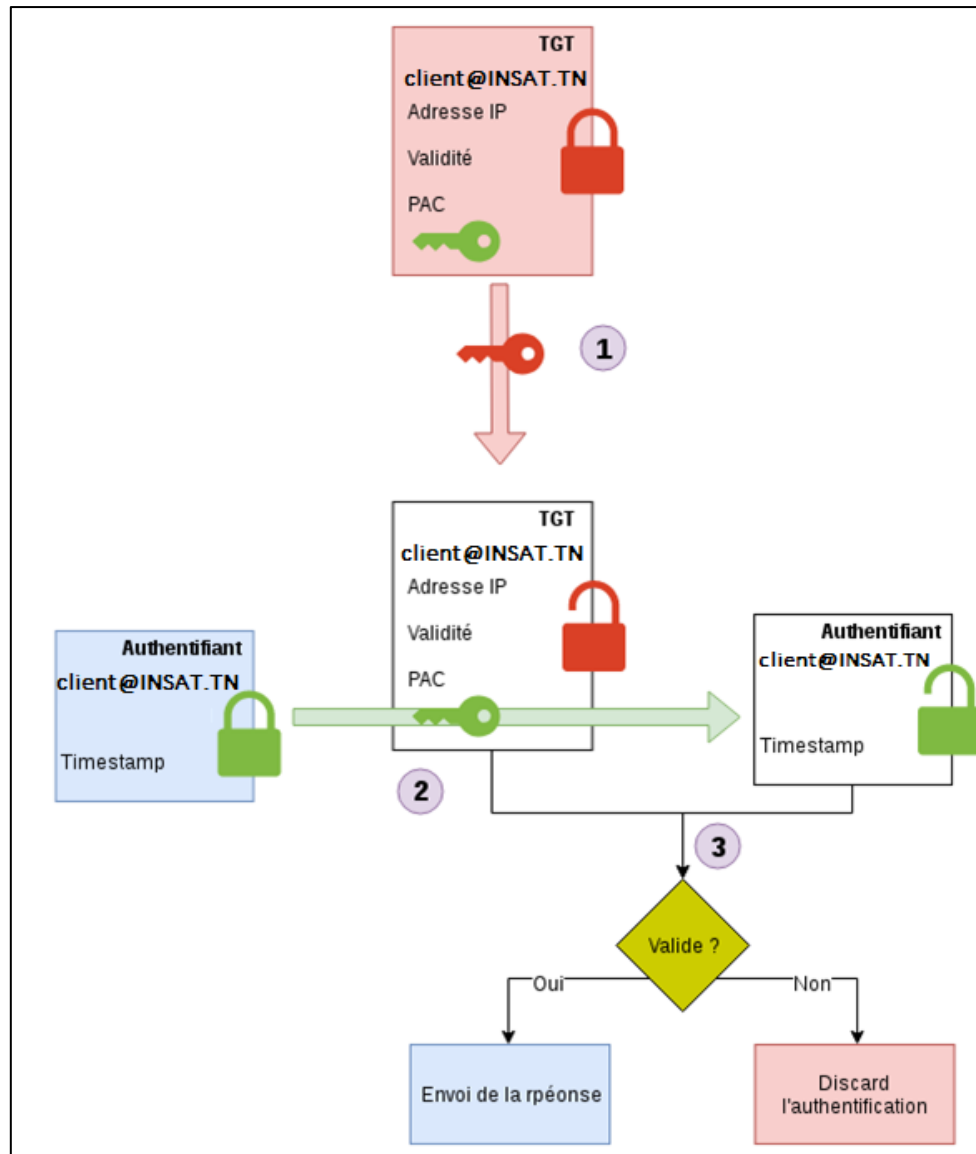 TGT
client@INSAT.TN
Adresse IP
Validité
PAC
1
TGT
client@INSAT.TN
Adresse IP
Validité
PAC
Authentifiant
client@INSAT.TN
Timestamp
Authentifiant
client@INSAT.TN
Timestamp
2
3
Valide ?
Oui
Non
Envoi de la rpéonse
Discard
l'authentification